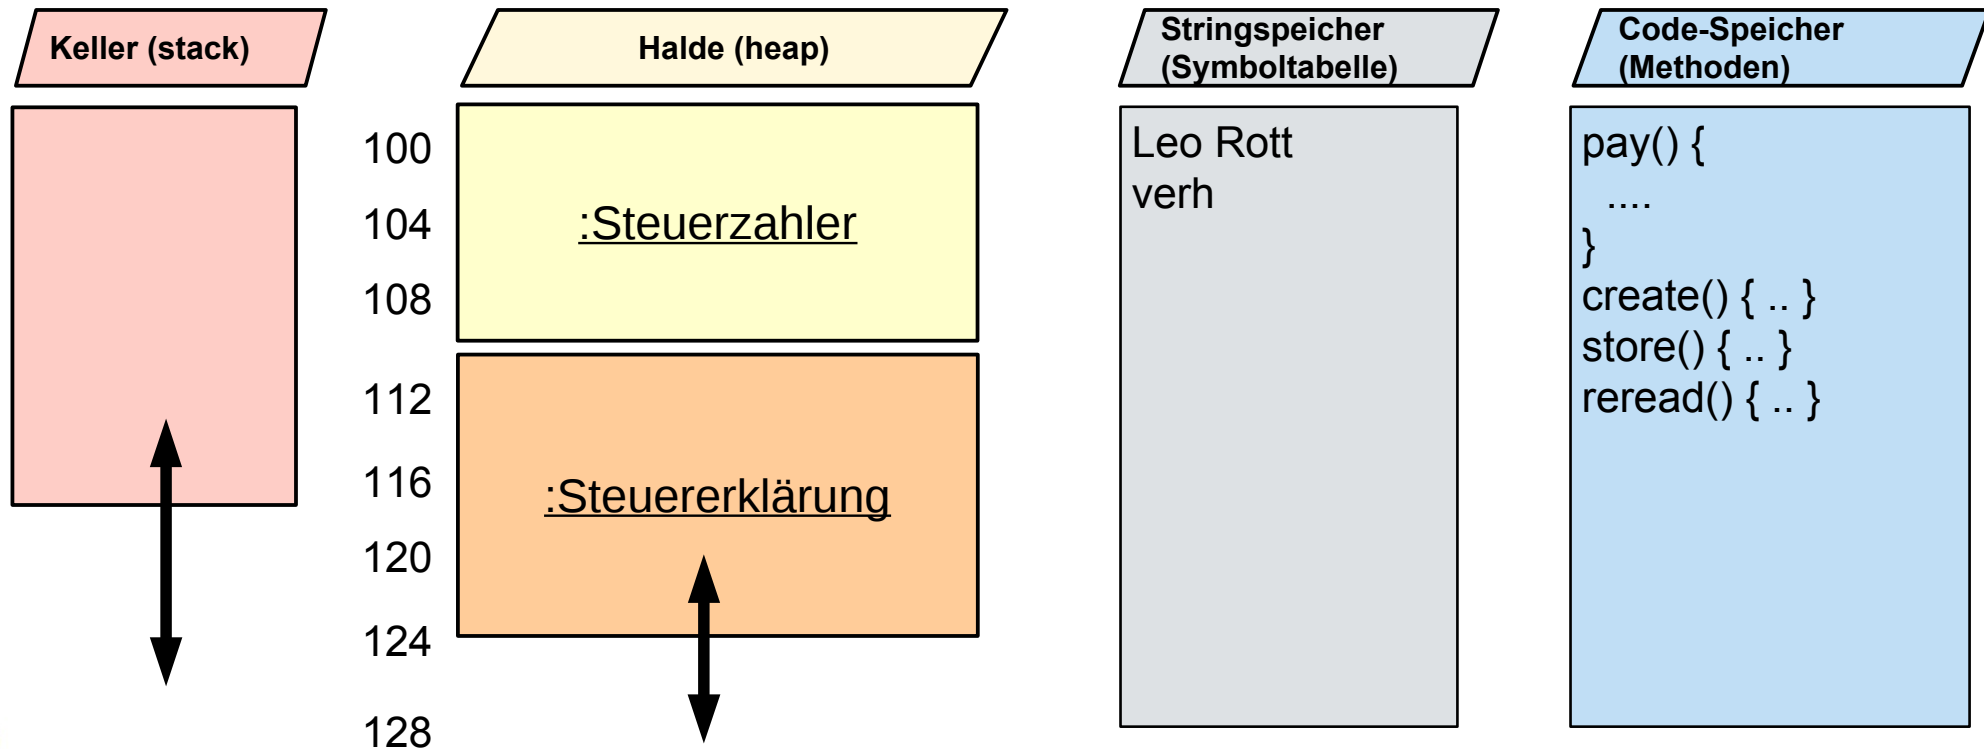 Keller (stack)
Halde (heap)
Stringspeicher
(Symboltabelle)
Code-Speicher
(Methoden)
100
104
108
112
116
120
124
128
:Steuerzahler
:Steuererklärung
Leo Rott
verh
pay() {
....
}
create() { .. }
store() { .. }
reread() { .. }